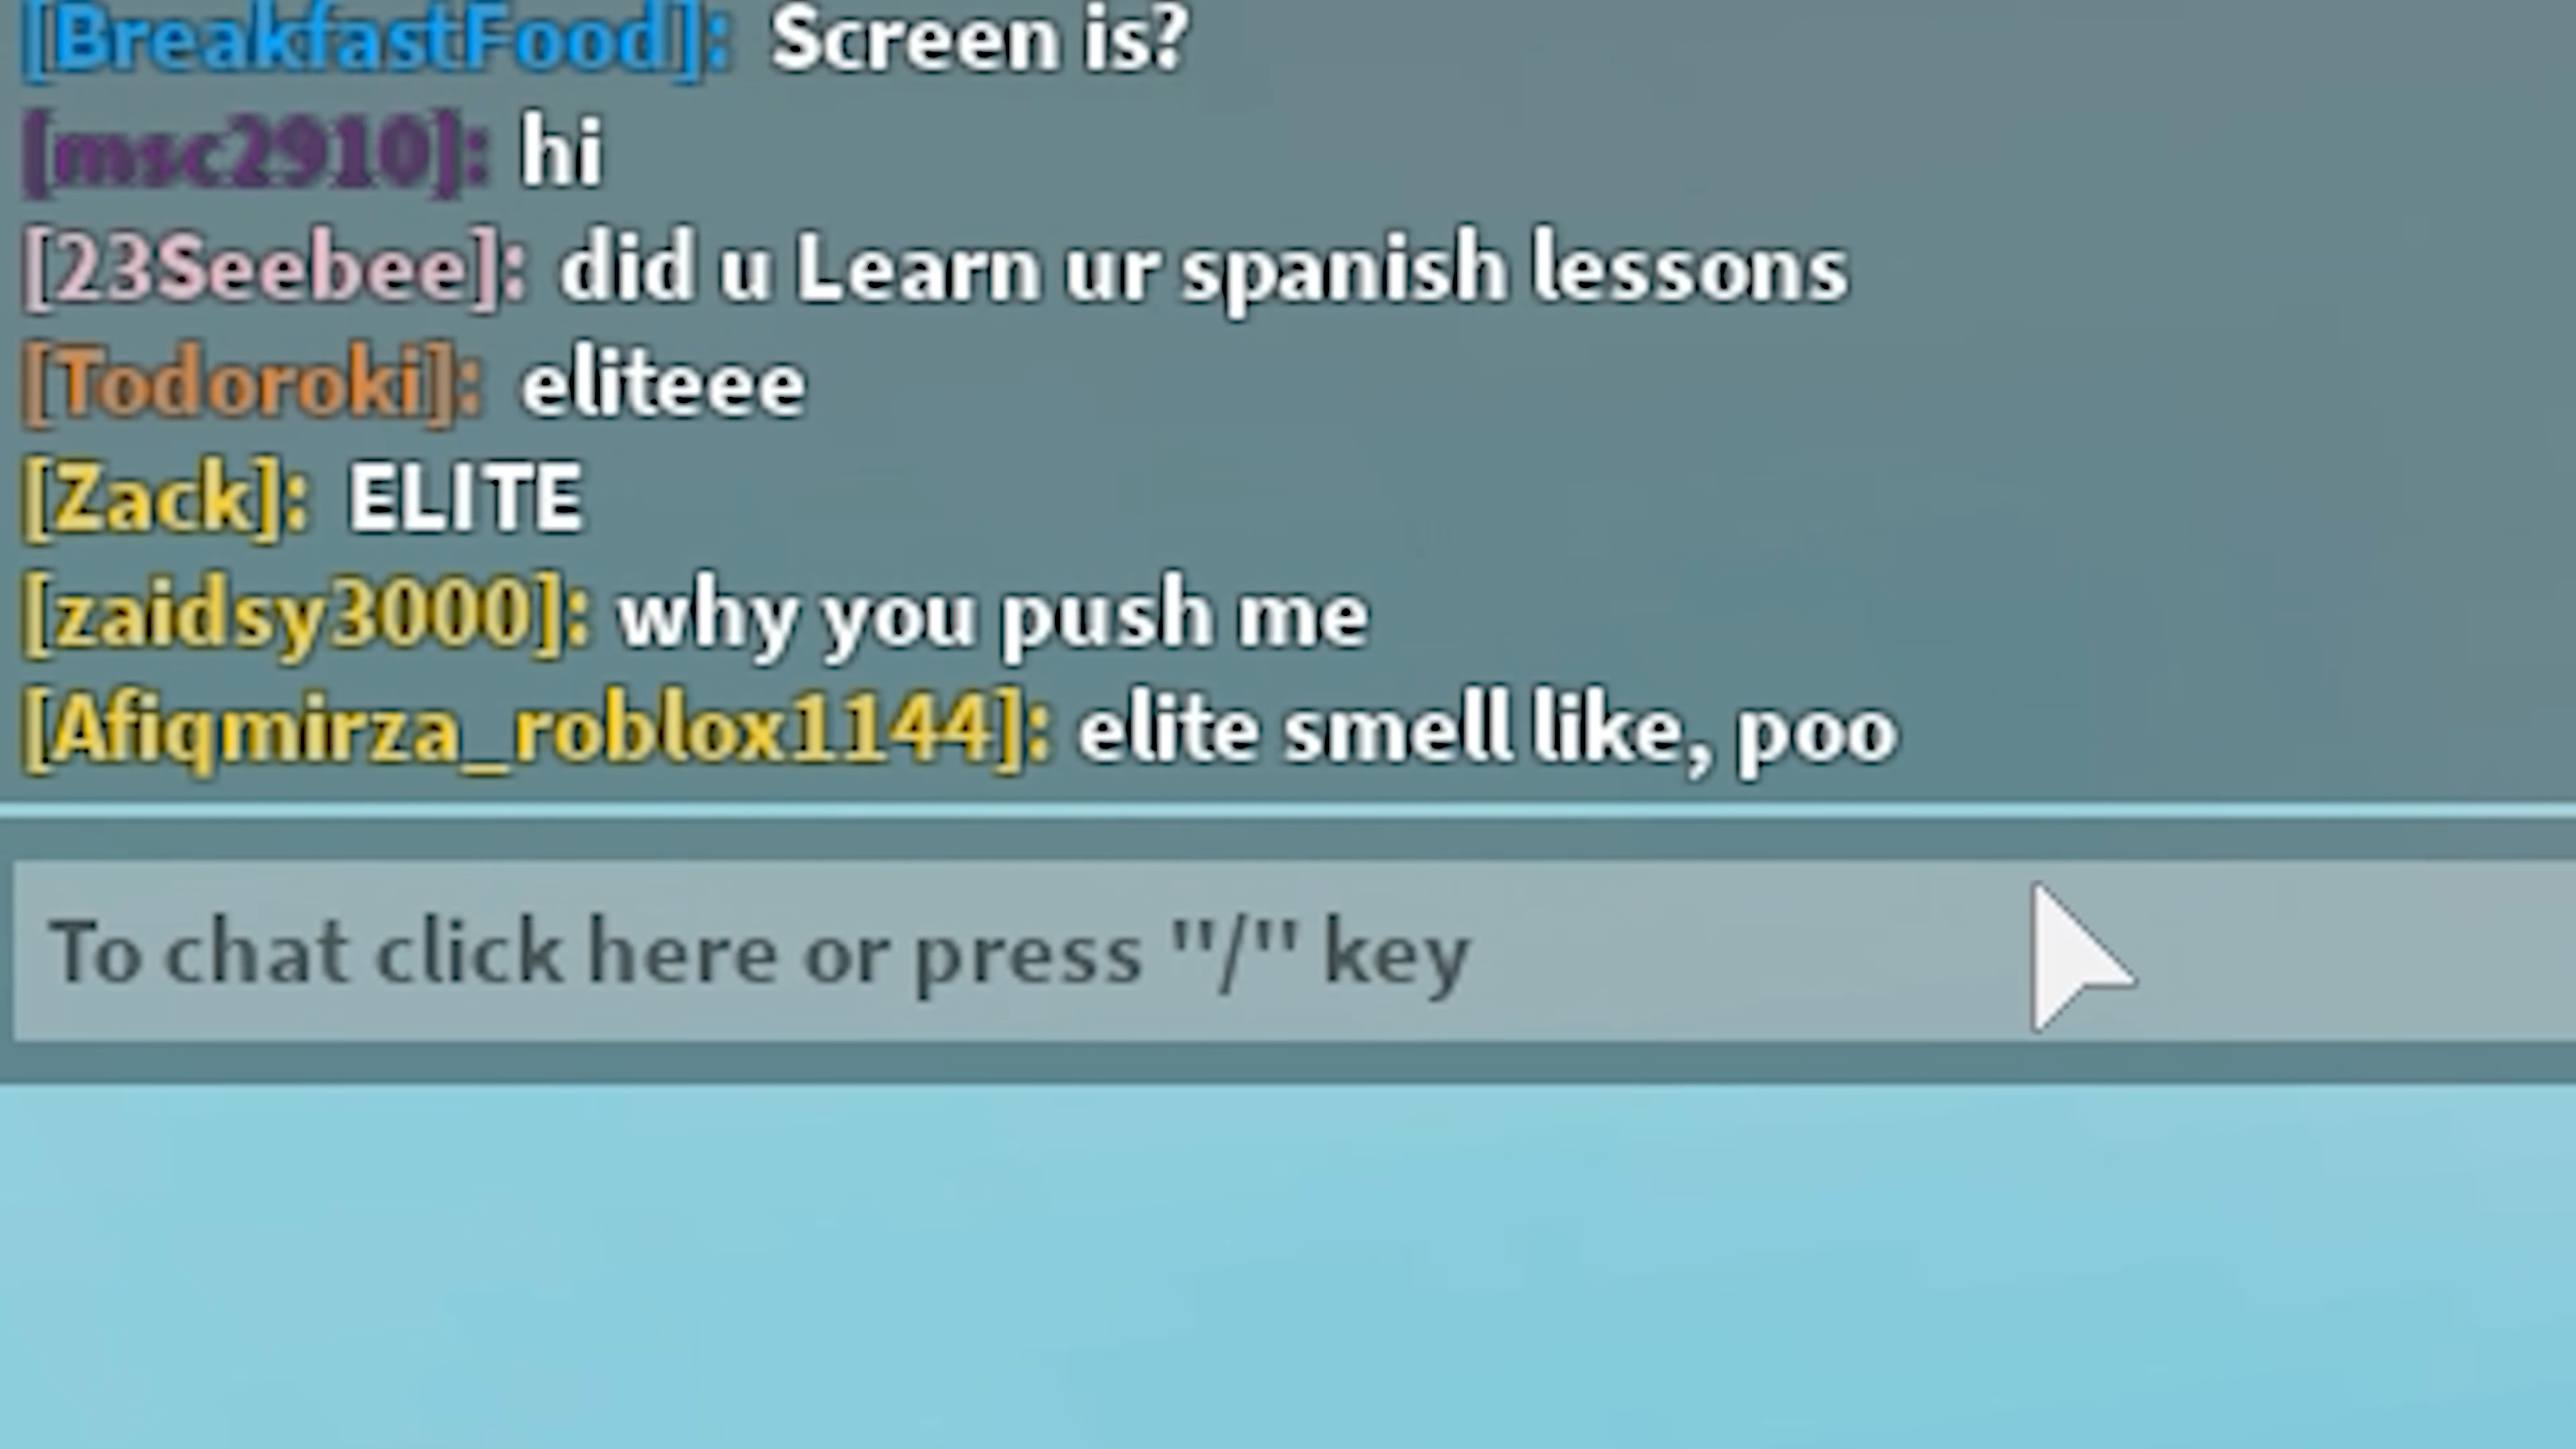 [BreakfastFood]: Screen is?
[msc2910]: hi
[23Seebee]: did u Learn ur spanish lessons
[Todoroki]: eliteee
[Zack]: ELITE
[zaidsy3000]: why you push me
[Afiqmirza_roblox1144]: elite smell like, poo
To chat click here or press "/" key